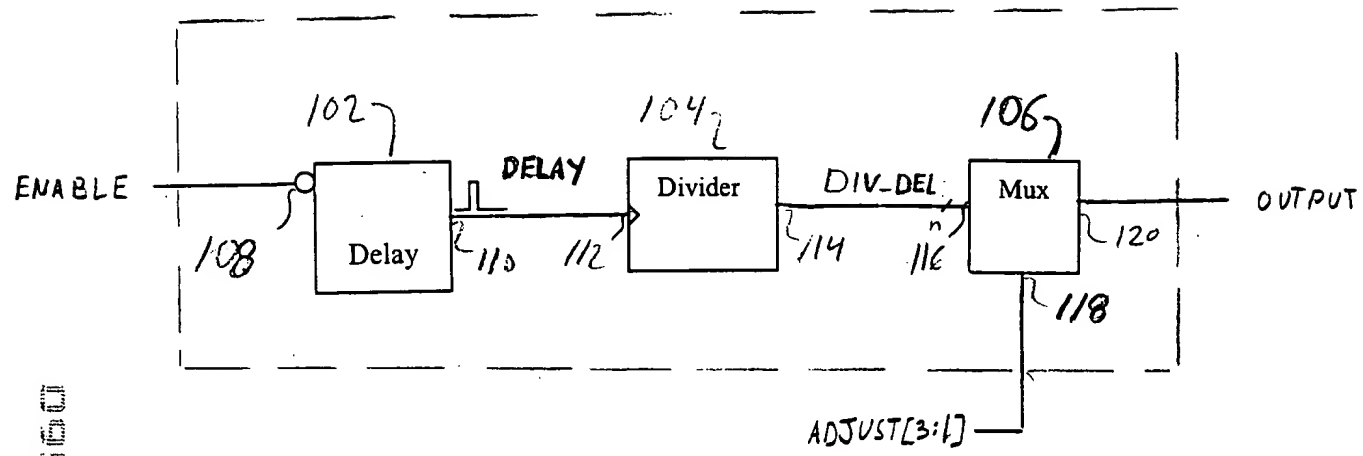 102
104
106
ENABLE
DELAY
Divider
DIV_DEL
Mux
OUTPUT
n
108
Delay
110
112
114
116
120
118
ADJUST[3:1]